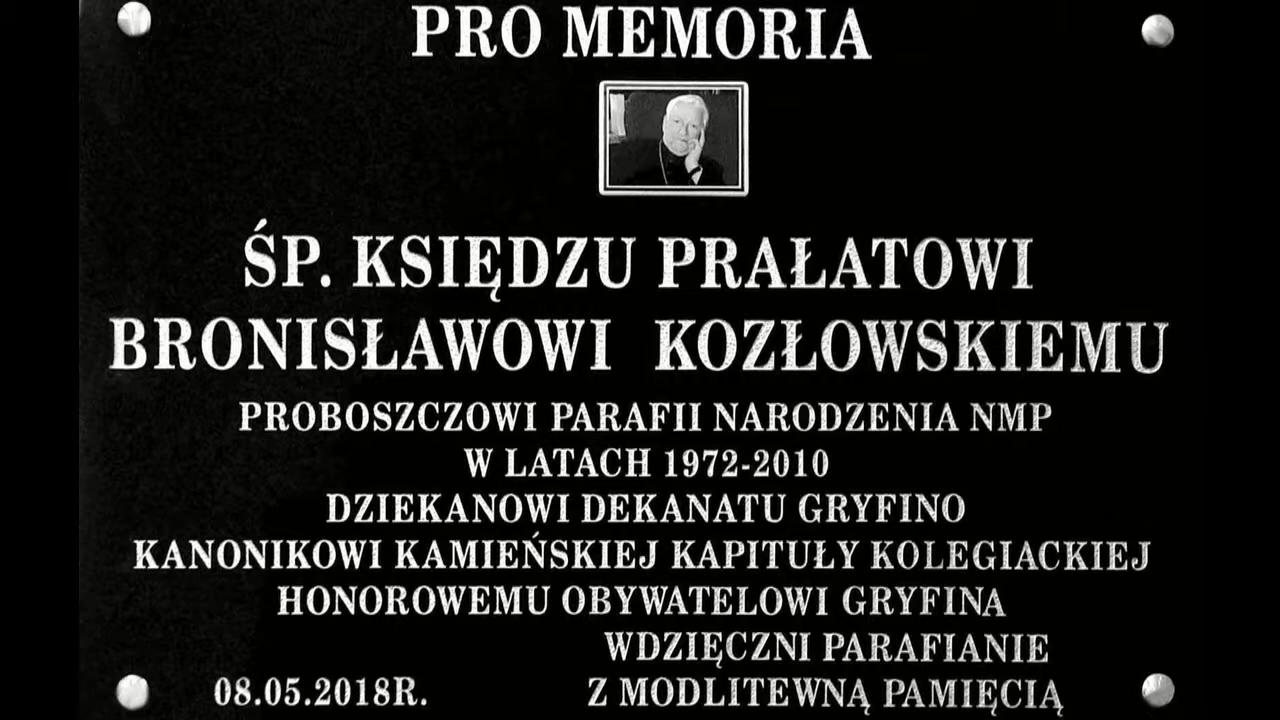 PRO MEMORIA
ŚP. KSIĘDZU PRAŁATOWI
BRONISŁAWOWI KOZŁOWSKIEMU
PROBOSZCZOWI PARAFII NARODZENIA NMP
W LATACH 1972-2010
DZIEKANOWI DEKANATU GRYFINO
KANONIKOWI KAMIEŃSKIEJ KAPITUŁY KOLEGIACKIEJ
HONOROWEMU OBYWATELOWI GRYFINA
WDZIĘCZNI PARAFIANIE
08.05.2018R. Z MODLITEWNĄ PAMIĘCIĄ